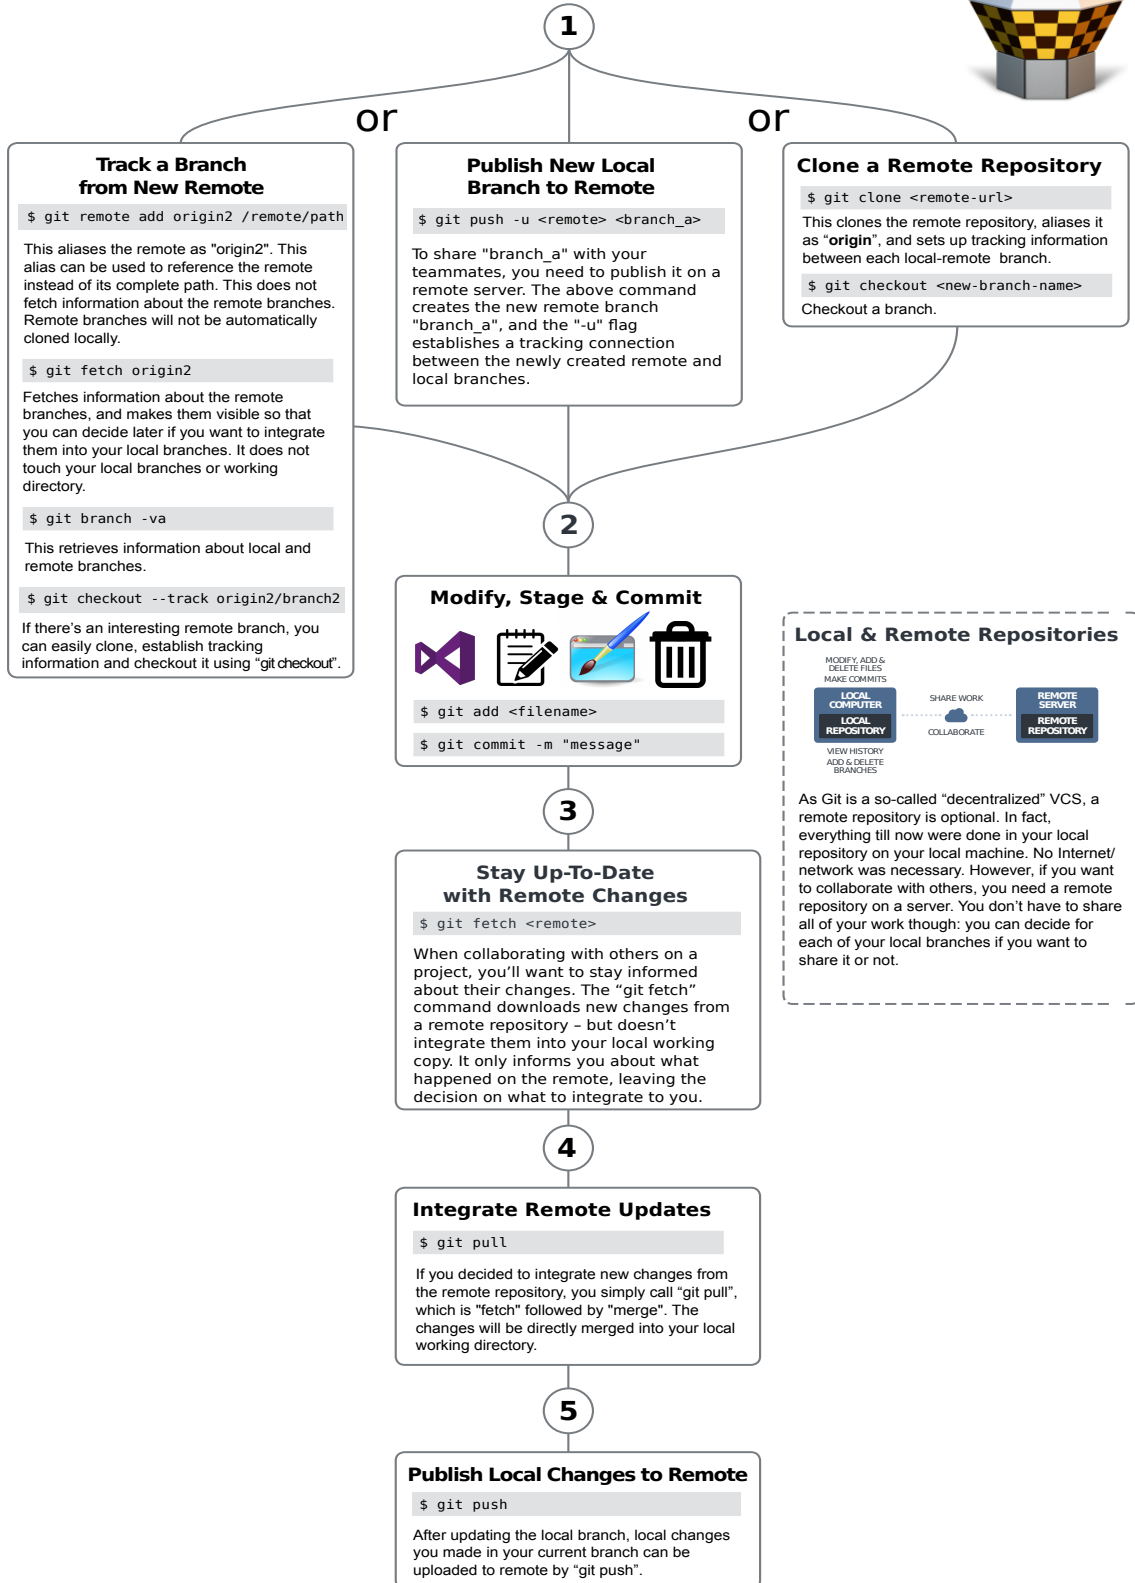 1
or
or
Track a Branch
from New Remote
$ git remote add origin2 /remote/path
This aliases the remote as "origin2". This
alias can be used to reference the remote
instead of its complete path. This does not
fetch information about the remote branches.
Remote branches will not be automatically
cloned locally.
$ git fetch origin2
Fetches information about the remote
branches, and makes them visible so that
you can decide later if you want to integrate
them into your local branches. It does not
touch your local branches or working
directory.
$ git branch -va
This retrieves information about local and
remote branches.
$ git checkout --track origin2/branch2
If there’s an interesting remote branch, you
can easily clone, establish tracking
information and checkout it using “git checkout”.
Publish New Local
Branch to Remote
$ git push -u <remote> <branch_a>
To share "branch_a" with your
teammates, you need to publish it on a
remote server. The above command
creates the new remote branch
"branch_a", and the "-u" flag
establishes a tracking connection
between the newly created remote and
local branches.
Clone a Remote Repository
$ git clone <remote-url>
This clones the remote repository, aliases it
as “origin”, and sets up tracking information
between each local-remote branch.
$ git checkout <new-branch-name>
Checkout a branch.
2
Modify, Stage & Commit
$ git add <filename>
$ git commit -m "message"
Local & Remote Repositories
MODIFY, ADD &
DELETE FILES
MAKE COMMITS
LOCAL
COMPUTER
LOCAL
REPOSITORY
VIEW HISTORY
ADD & DELETE
BRANCHES
SHARE WORK
COLLABORATE
REMOTE
SERVER
REMOTE
REPOSITORY
As Git is a so-called “decentralized” VCS, a
remote repository is optional. In fact,
everything till now were done in your local
repository on your local machine. No Internet/
network was necessary. However, if you want
to collaborate with others, you need a remote
repository on a server. You don’t have to share
all of your work though: you can decide for
each of your local branches if you want to
share it or not.
3
Stay Up-To-Date
with Remote Changes
$ git fetch <remote>
When collaborating with others on a
project, you’ll want to stay informed
about their changes. The “git fetch”
command downloads new changes from
a remote repository – but doesn’t
integrate them into your local working
copy. It only informs you about what
happened on the remote, leaving the
decision on what to integrate to you.
4
Integrate Remote Updates
$ git pull
If you decided to integrate new changes from
the remote repository, you simply call “git pull”,
which is "fetch" followed by "merge". The
changes will be directly merged into your local
working directory.
5
Publish Local Changes to Remote
$ git push
After updating the local branch, local changes
you made in your current branch can be
uploaded to remote by “git push”.